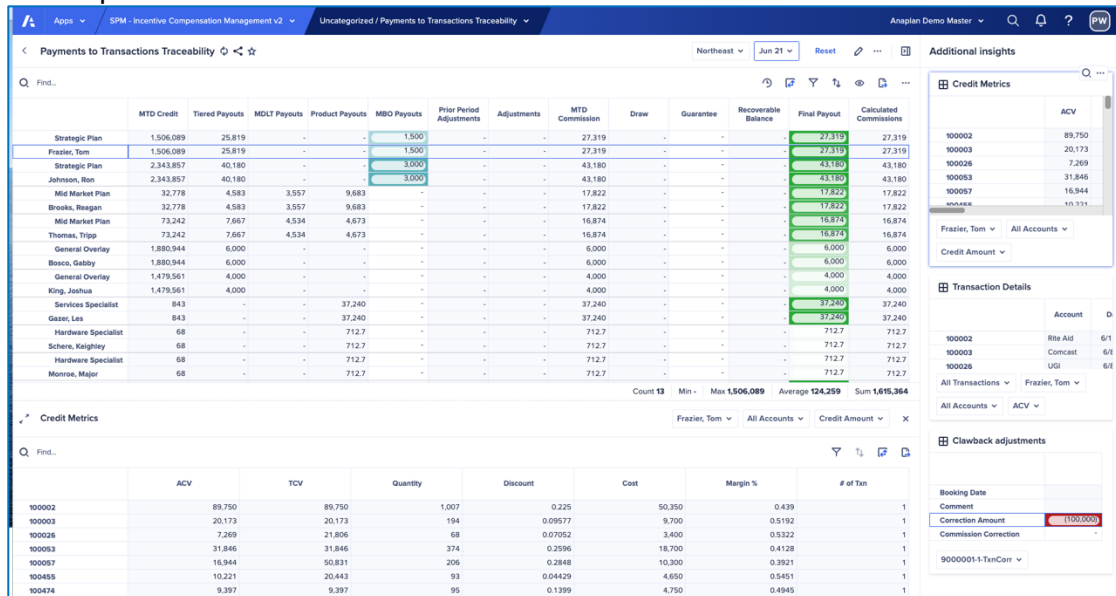 Apps SPM - Incentive Compensation Management v2 Uncategorized / Payments to Transactions Traceability Anaplan Demo Master ? PW
Payments to Transactions Traceability Northeast Jun 21 Reset ...
Find... ...
MTD Credit Tiered Payouts MDLT Payouts Product Payouts MBO Payouts Prior Period Adjustments Adjustments MTD Commission Draw Guarantee Recoverable Balance Final Payout Calculated Commissions
Strategic Plan 1,506,089 25,819 - - 1,500 - - 27,319 - - - 27,319 27,319
Frazier, Tom 1,506,089 25,819 - - 1,500 - - 27,319 - - - 27,319 27,319
Strategic Plan 2,343,857 40,180 - - 3,000 - - 43,180 - - - 43,180 43,180
Johnson, Ron 2,343,857 40,180 - - 3,000 - - 43,180 - - - 43,180 43,180
Mid Market Plan 32,778 4,583 3,557 9,683 - - - 17,822 - - - 17,822 17,822
Brooks, Reagan 32,778 4,583 3,557 9,683 - - - 17,822 - - - 17,822 17,822
Mid Market Plan 73,242 7,667 4,534 4,673 - - - 16,874 - - - 16,874 16,874
Thomas, Tripp 73,242 7,667 4,534 4,673 - - - 16,874 - - - 16,874 16,874
General Overlay 1,880,944 6,000 - - - - - 6,000 - - - 6,000 6,000
Bosco, Gabby 1,880,944 6,000 - - - - - 6,000 - - - 6,000 6,000
General Overlay 1,479,561 4,000 - - - - - 4,000 - - - 4,000 4,000
King, Joshua 1,479,561 4,000 - - - - - 4,000 - - - 4,000 4,000
Services Specialist 843 - - 37,240 - - - 37,240 - - - 37,240 37,240
Gazer, Les 843 - - 37,240 - - - 37,240 - - - 37,240 37,240
Hardware Specialist 68 - - 712.7 - - - 712.7 - - - 712.7 712.7
Schere, Keighley 68 - - 712.7 - - - 712.7 - - - 712.7 712.7
Hardware Specialist 68 - - 712.7 - - - 712.7 - - - 712.7 712.7
Monroe, Major 68 - - 712.7 - - - 712.7 - - - 712.7 712.7
Count 13 Min - Max 1,506,089 Average 124,259 Sum 1,615,364
Credit Metrics Frazier, Tom All Accounts Credit Amount
Find...
ACV TCV Quantity Discount Cost Margin % # of Txn
100002 89,750 89,750 1,007 0.225 50,350 0.439 1
100003 20,173 20,173 194 0.09577 9,700 0.5192 1
100026 7,269 21,806 68 0.07052 3,400 0.5322 1
100053 31,846 31,846 374 0.2596 18,700 0.4128 1
100057 16,944 50,831 206 0.2848 10,300 0.3921 1
100455 10,221 20,443 93 0.04429 4,650 0.5451 1
100474 9,397 9,397 95 0.1399 4,750 0.4945 1
Additional insights
Credit Metrics
ACV
100002 89,750
100003 20,173
100026 7,269
100053 31,846
100057 16,944
100455 10,221
Frazier, Tom All Accounts
Credit Amount
Transaction Details
Account
100002 Rite Aid 6/1
100003 Comcast
100026 UGI
All Transactions Frazier, Tom
All Accounts ACV
Clawback adjustments
Booking Date
Comment
Correction Amount (100,000)
Commission Correction -
9000001-1-TxnCorr